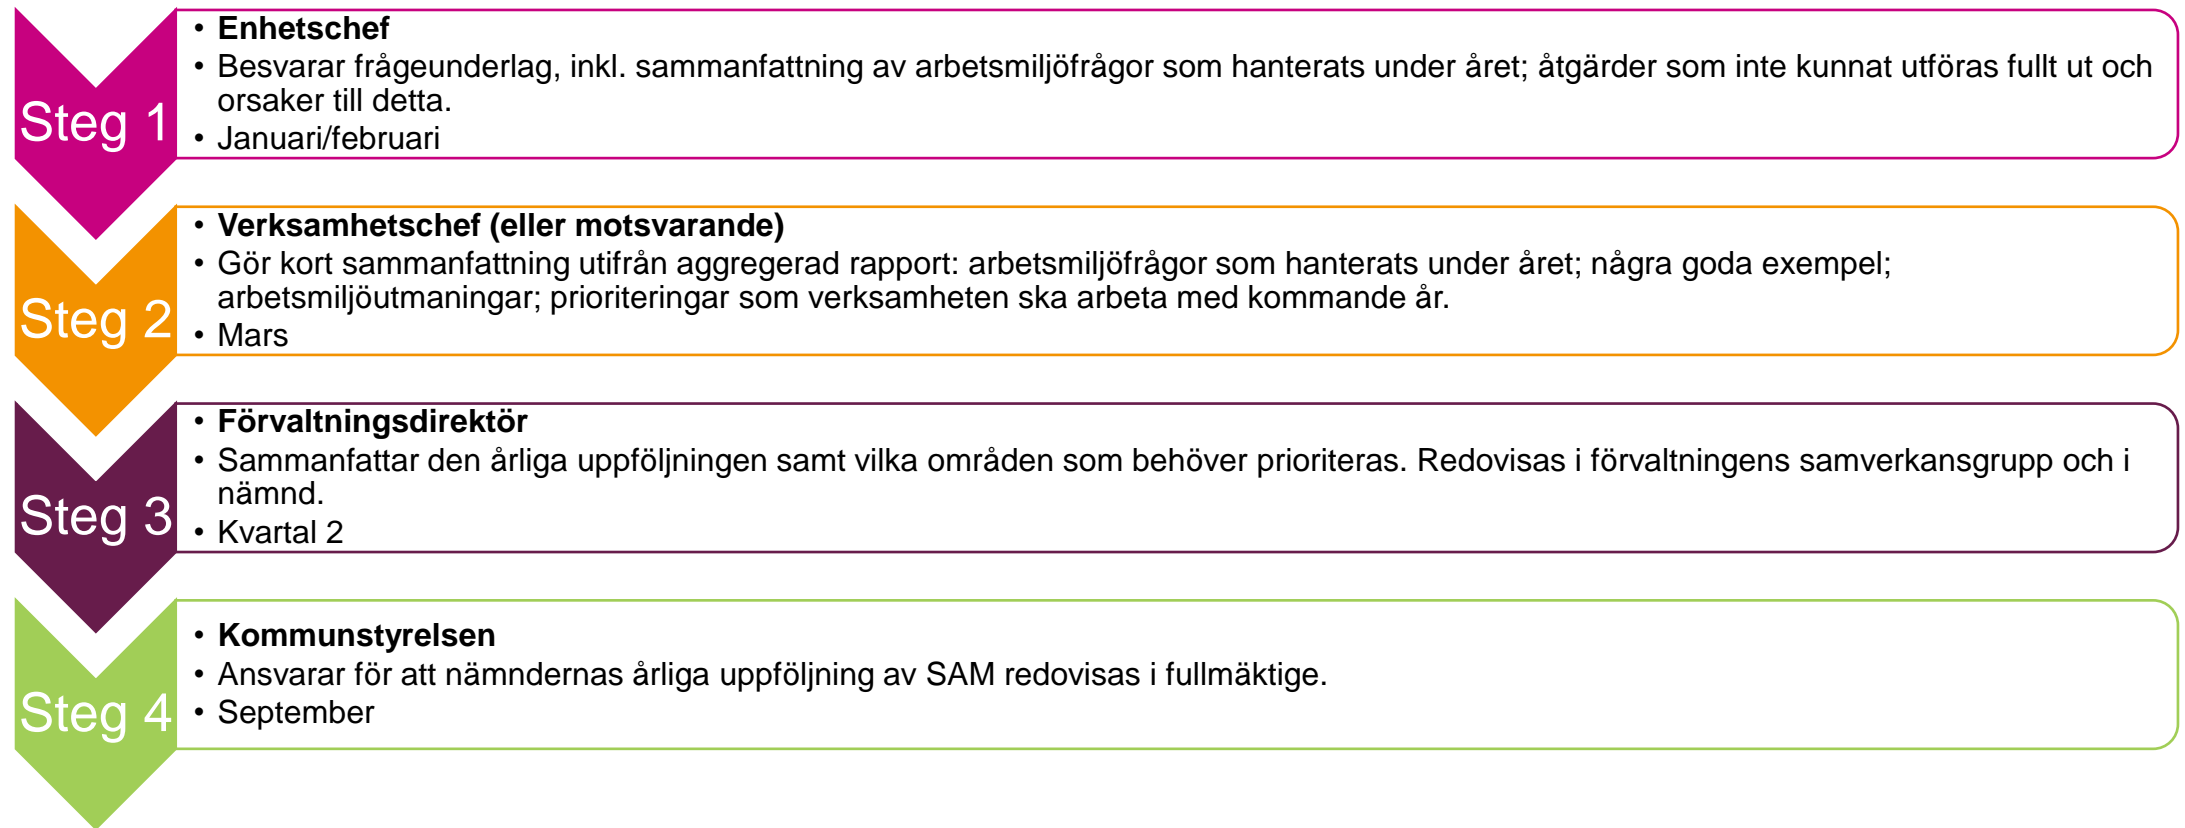 Steg 1
• Enhetschef
• Besvarar frågeunderlag, inkl. sammanfattning av arbetsmiljöfrågor som hanterats under året; åtgärder som inte kunnat utföras fullt ut och
orsaker till detta.
• Januari/februari
Steg 2
• Verksamhetschef (eller motsvarande)
• Gör kort sammanfattning utifrån aggregerad rapport: arbetsmiljöfrågor som hanterats under året; några goda exempel;
arbetsmiljöutmaningar; prioriteringar som verksamheten ska arbeta med kommande år.
• Mars
Steg 3
• Förvaltningsdirektör
• Sammanfattar den årliga uppföljningen samt vilka områden som behöver prioriteras. Redovisas i förvaltningens samverkansgrupp och i
nämnd.
• Kvartal 2
Steg 4
• Kommunstyrelsen
• Ansvarar för att nämndernas årliga uppföljning av SAM redovisas i fullmäktige.
• September